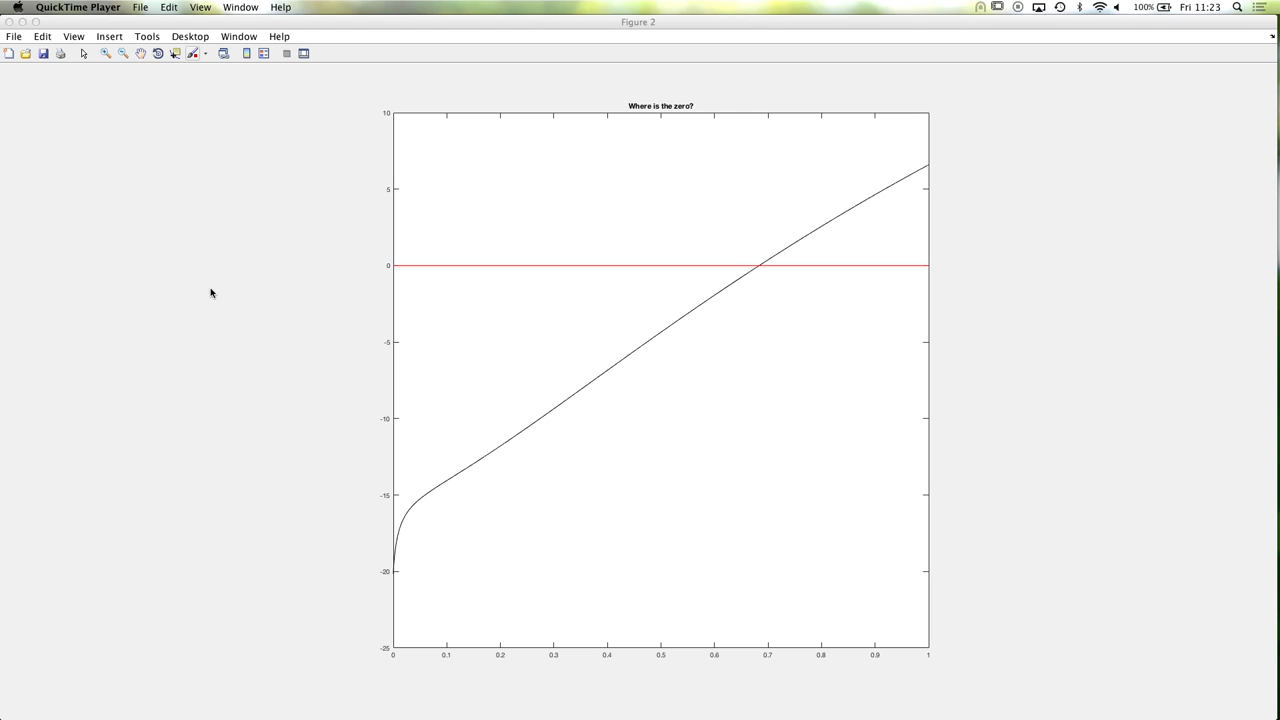 QuickTime Player File Edit View Window Help 100% Fri 11:23
Figure 2
File Edit View Insert Tools Desktop Window Help
Where is the zero?
10
5
0
-5
-10
-15
-20
-25
0 0.1 0.2 0.3 0.4 0.5 0.6 0.7 0.8 0.9 1